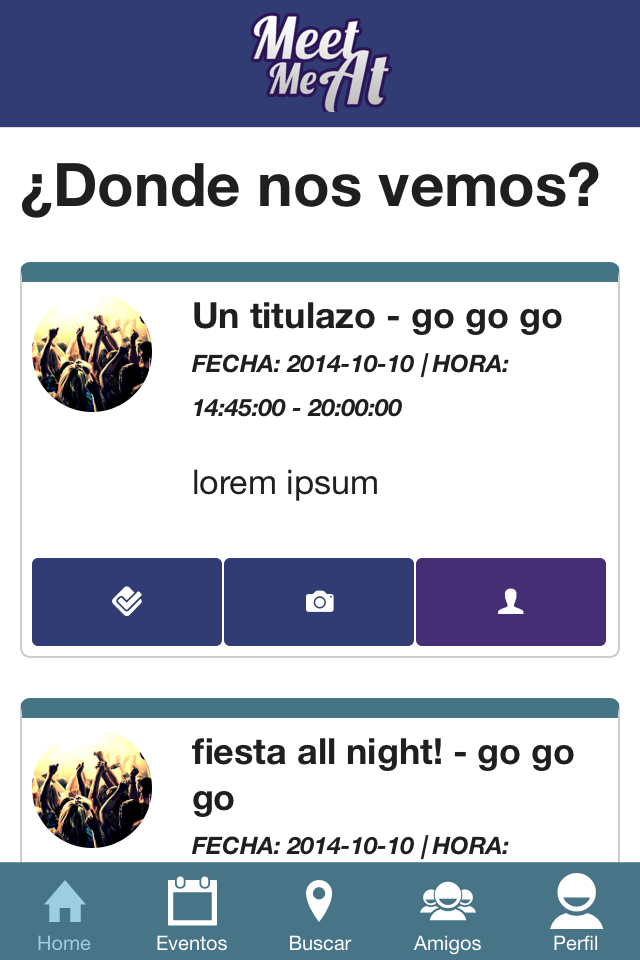 Meet
Me At
¿Donde nos vemos?
Un titulazo - go go go
FECHA: 2014-10-10 | HORA:
14:45:00 - 20:00:00
lorem ipsum
fiesta all night! - go go
go
FECHA: 2014-10-10 | HORA:
Home Eventos Buscar Amigos Perfil